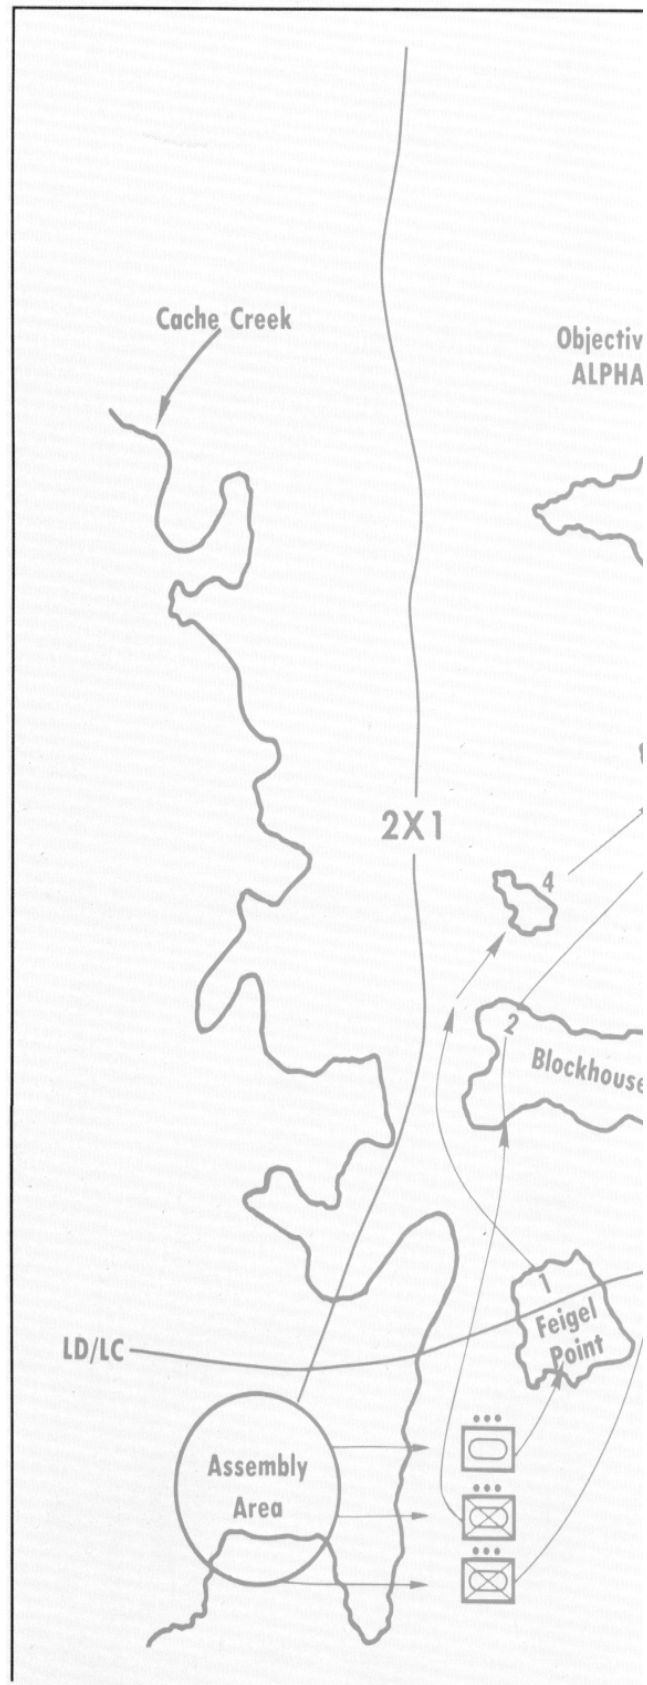 Cache Creek
Objectiv
ALPHA
2X1
4
2
Blockhouse
1
Feigel
Point
LD/LC
Assembly
Area